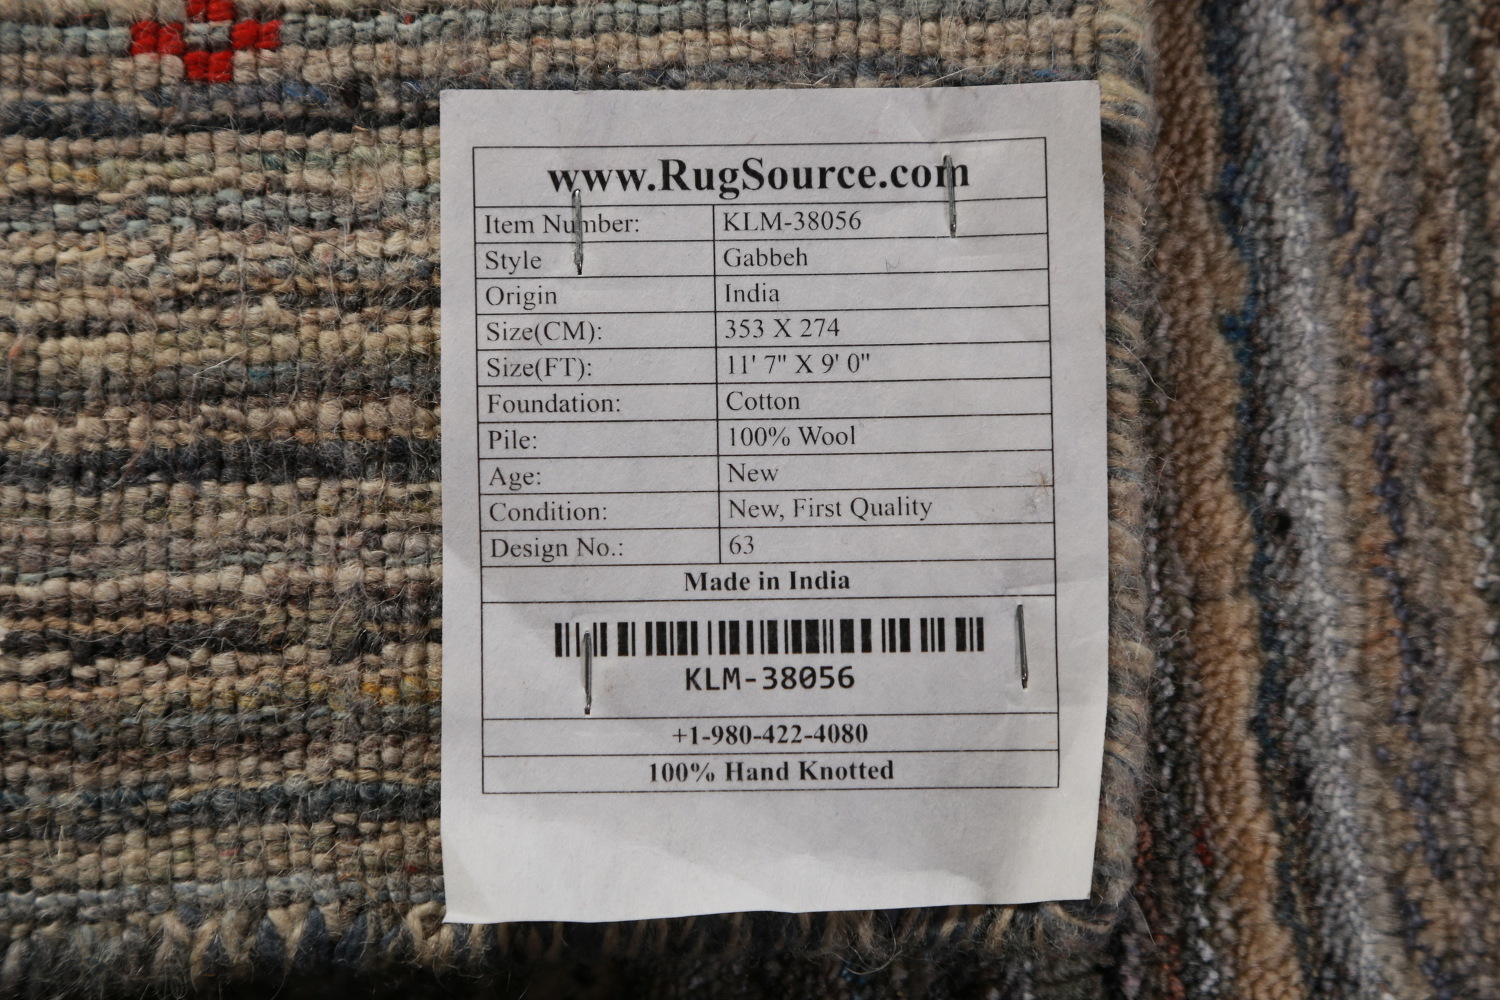 www.RugSource.com
Item Number: KLM-38056
Style Gabbeh
Origin India
Size(CM): 353 X 274
Size(FT): 11' 7" X 9' 0"
Foundation: Cotton
Pile: 100% Wool
Age: New
Condition: New, First Quality
Design No.: 63
Made in India
KLM-38056
+1-980-422-4080
100% Hand Knotted